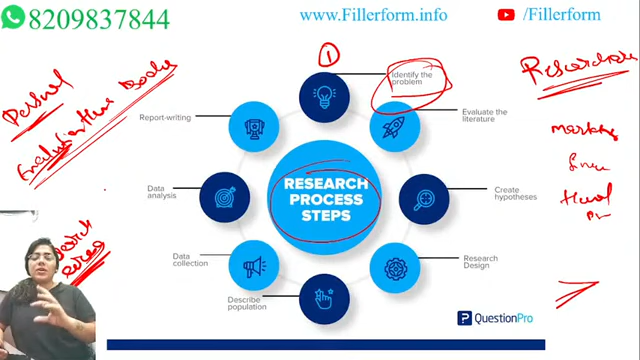 8209837844
www.Fillerform.info
/Fillerform
1
Identify the
problem
Evaluate the
literature
Create
hypotheses
Research
Design
Describe
population
Data
collection
Data
analysis
Report-writing
RESEARCH
PROCESS
STEPS
QuestionPro